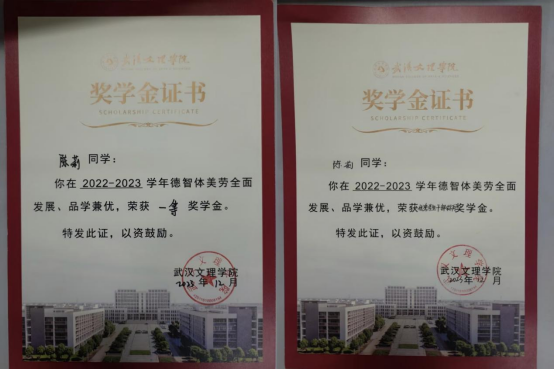 武汉文理学院
奖学金证书
SCHOLARSHIP CERTIFICATE
陈莉 同学:
你在 2022-2023 学年德智体美劳全面
发展、品学兼优,荣获 一等 奖学金。
特发此证,以资鼓励。
武汉文理学院
2023 年 12 月
武汉文理学院
奖学金证书
SCHOLARSHIP CERTIFICATE
同学:
你在 2022-2023 学年德智体美劳全面
发展、品学兼优,荣获 奖学金。
特发此证,以资鼓励。
武汉文理学院
2023 年 12 月